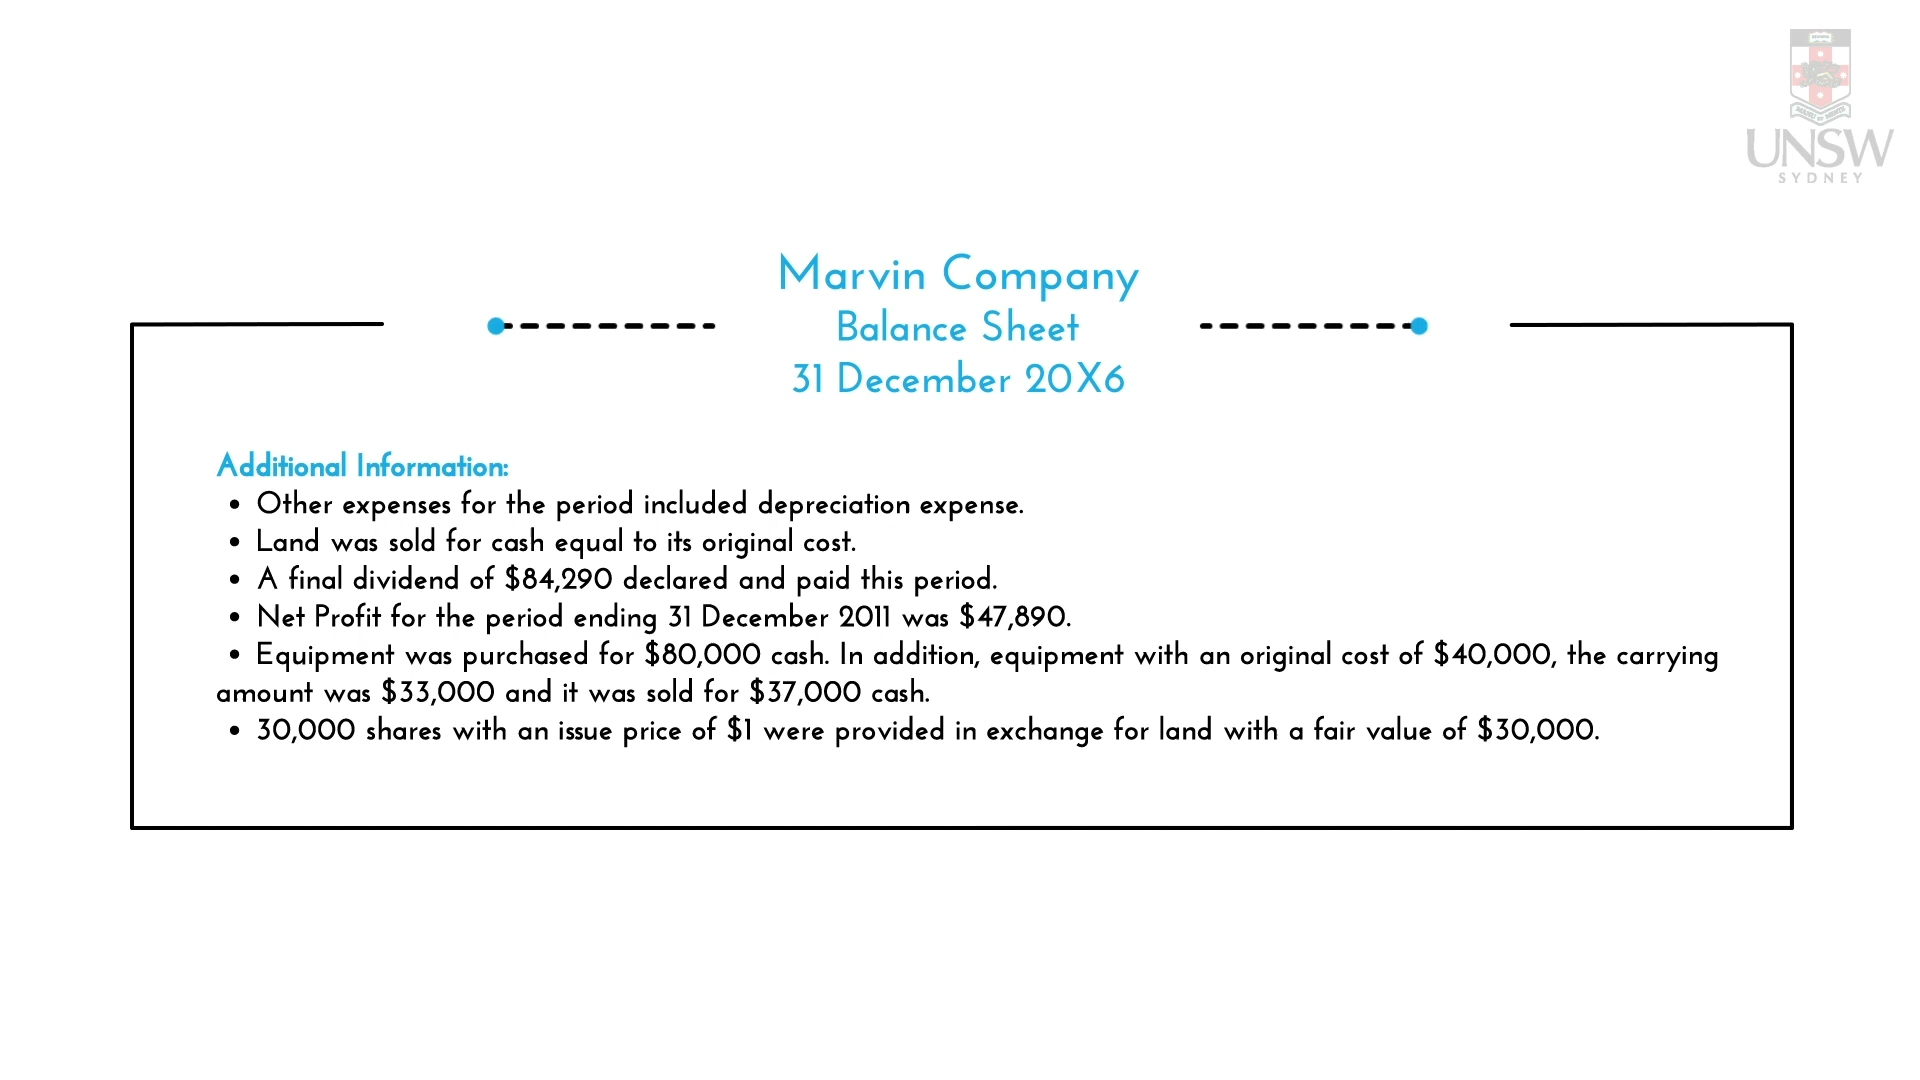 UNSW
SYDNEY
Marvin Company
Balance Sheet
31 December 20X6
Additional Information:
• Other expenses for the period included depreciation expense.
• Land was sold for cash equal to its original cost.
• A final dividend of $84,290 declared and paid this period.
• Net Profit for the period ending 31 December 2011 was $47,890.
• Equipment was purchased for $80,000 cash. In addition, equipment with an original cost of $40,000, the carrying
amount was $33,000 and it was sold for $37,000 cash.
• 30,000 shares with an issue price of $1 were provided in exchange for land with a fair value of $30,000.